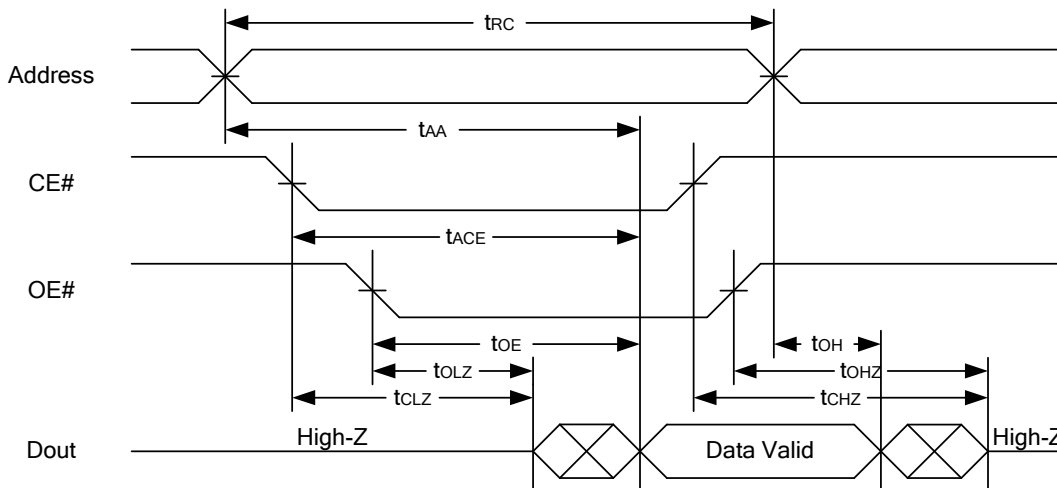 tRC
Address
tAA
CE#
tACE
OE#
tOE
tOH
tOLZ
tOHZ
tCLZ
tCHZ
High-Z
Data Valid
High-Z
Dout